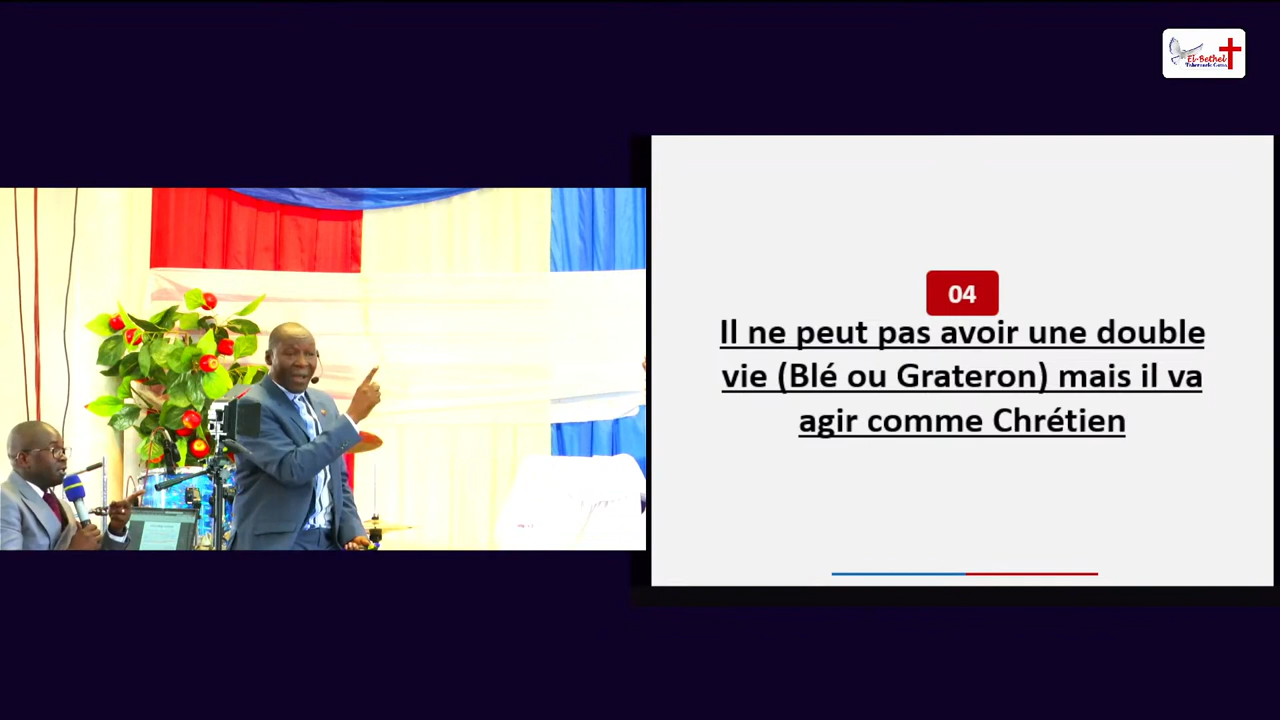 El-Bethel
04
Il ne peut pas avoir une double
vie (Blé ou Grateron) mais il va
agir comme Chrétien